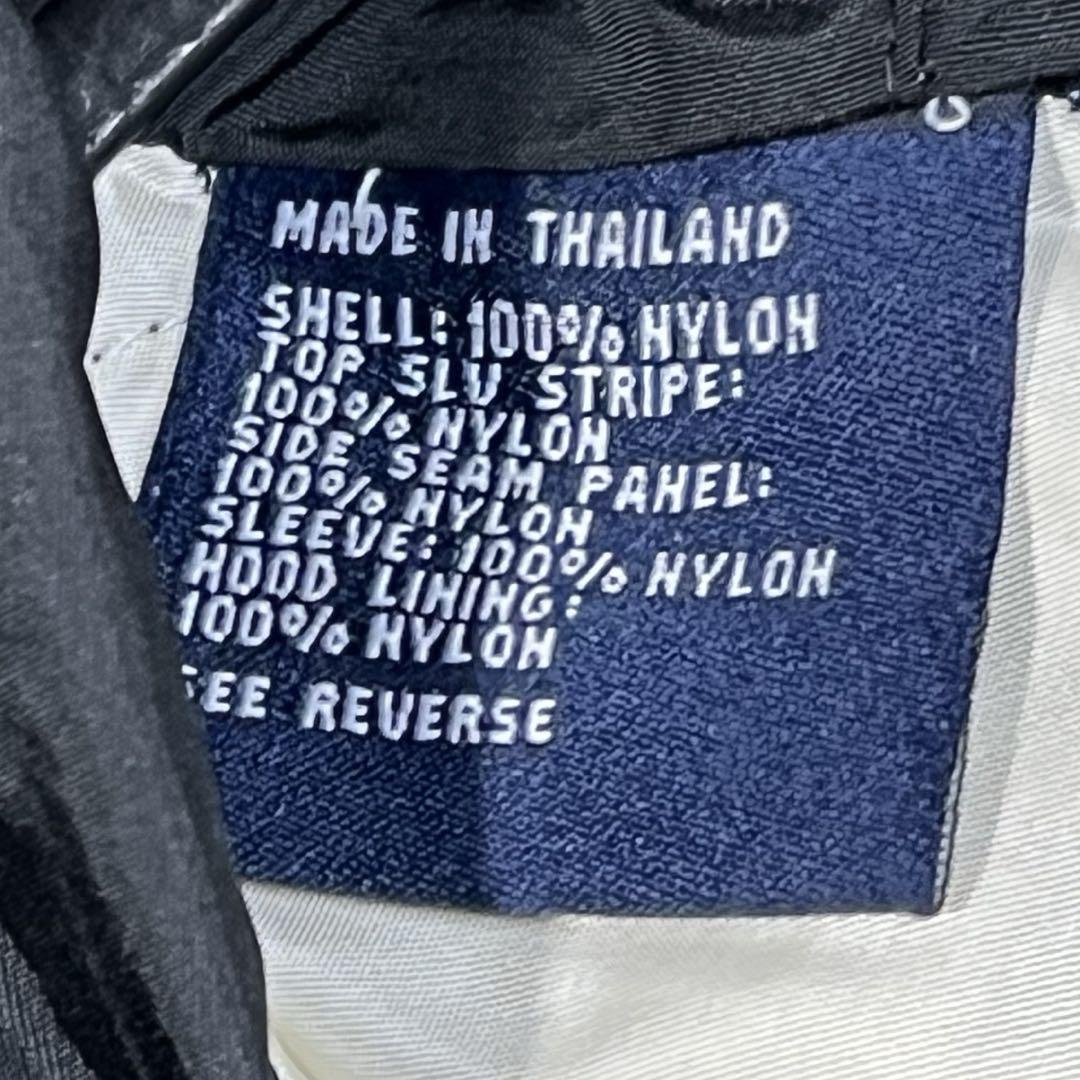 MADE IN THAILAND
SHELL: 100% NYLON
TOP SLV STRIPE:
100% NYLON
SIDE SEAM PANEL:
100% NYLON
SLEEVE: 100% NYLON
HOOD LINING:
100% NYLON
SEE REVERSE